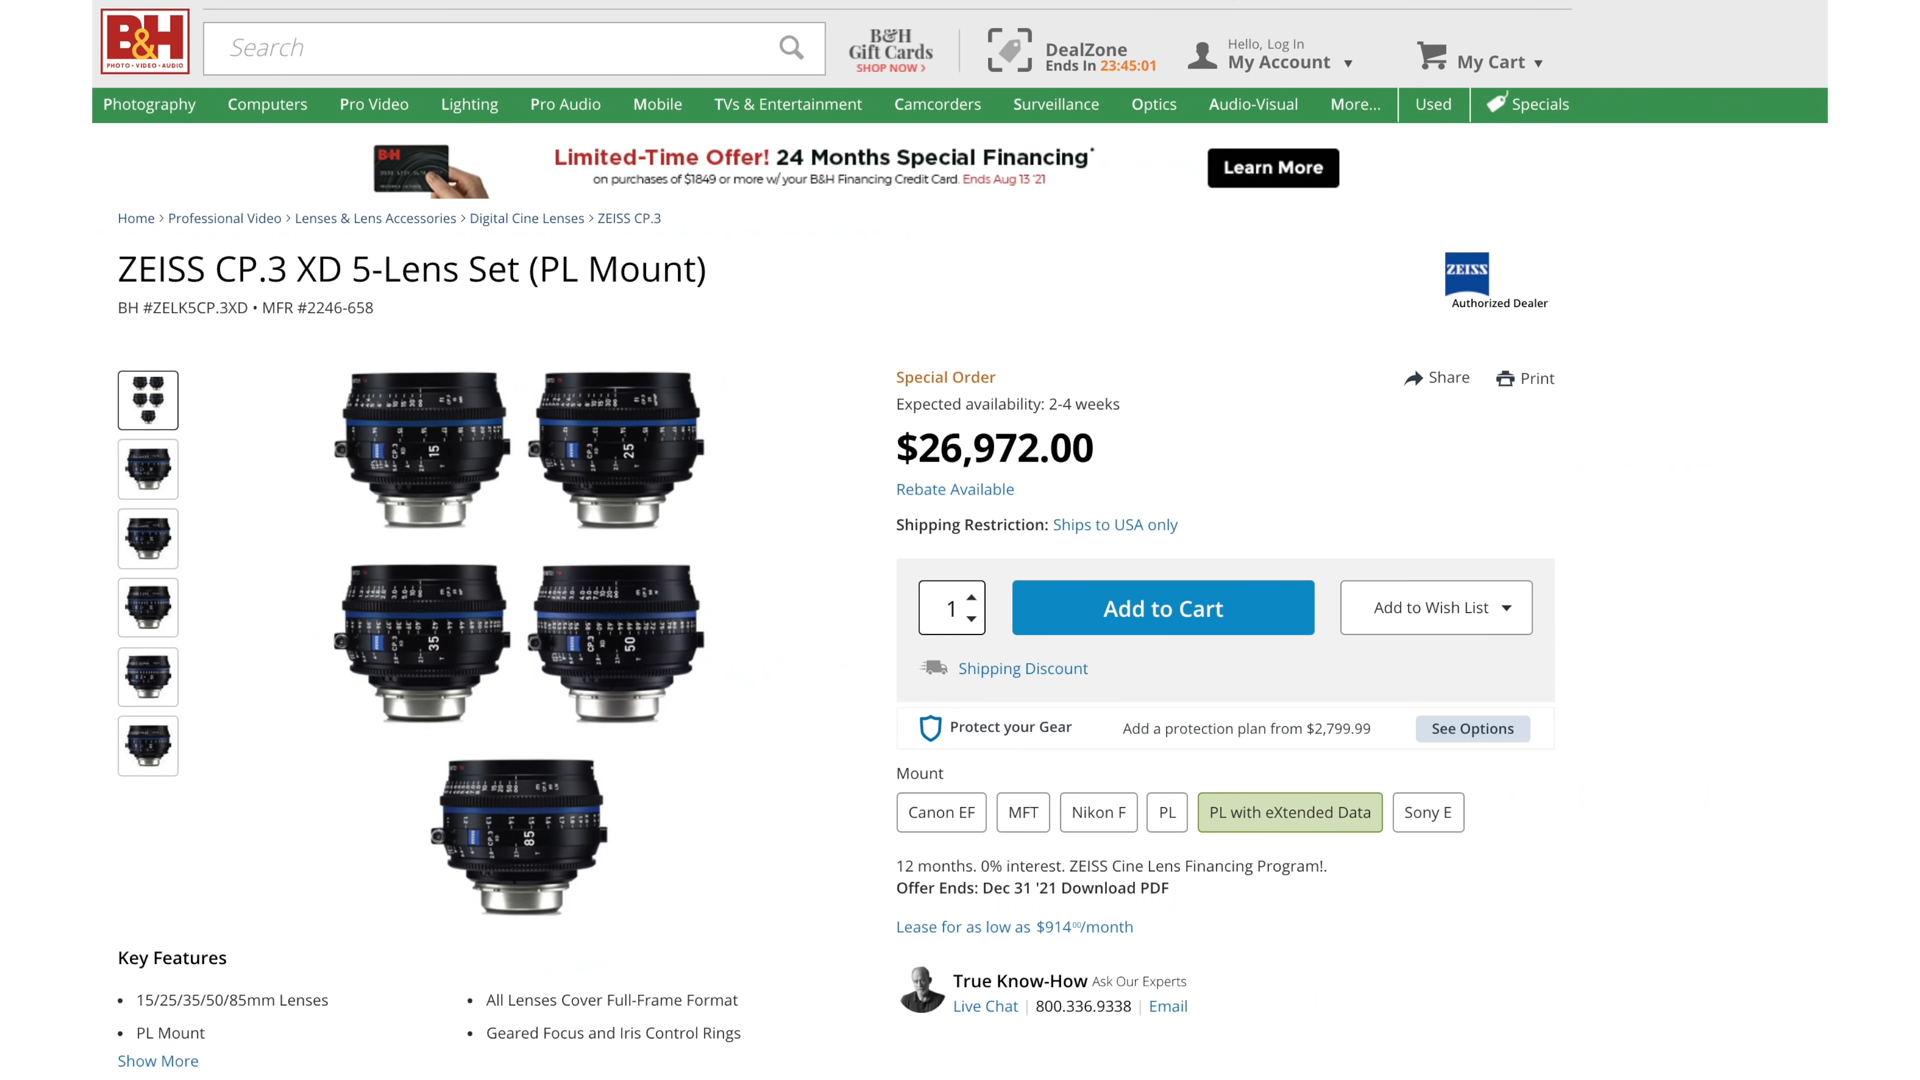 B&H
PHOTO • VIDEO • AUDIO
Search
B&H
Gift Cards
SHOP NOW >
DealZone
Ends In 23:45:01
Hello, Log In
My Account
My Cart
Photography Computers Pro Video Lighting Pro Audio Mobile TVs & Entertainment Camcorders Surveillance Optics Audio-Visual More... Used Specials
B&H
Limited-Time Offer! 24 Months Special Financing*
on purchases of $1849 or more w/ your B&H Financing Credit Card. Ends Aug 13 '21
Learn More
Home > Professional Video > Lenses & Lens Accessories > Digital Cine Lenses > ZEISS CP.3
ZEISS CP.3 XD 5-Lens Set (PL Mount)
BH #ZELK5CP.3XD • MFR #2246-658
ZEISS
Authorized Dealer
15
25
35
50
85
Special Order
Share
Print
Expected availability: 2-4 weeks
$26,972.00
Rebate Available
Shipping Restriction: Ships to USA only
1
Add to Cart
Add to Wish List
Shipping Discount
Protect your Gear
Add a protection plan from $2,799.99
See Options
Mount
Canon EF
MFT
Nikon F
PL
PL with eXtended Data
Sony E
12 months. 0% interest. ZEISS Cine Lens Financing Program!.
Offer Ends: Dec 31 '21 Download PDF
Lease for as low as $914⁰⁰/month
True Know-How Ask Our Experts
Live Chat | 800.336.9338 | Email
Key Features
• 15/25/35/50/85mm Lenses
• PL Mount
• All Lenses Cover Full-Frame Format
• Geared Focus and Iris Control Rings
Show More